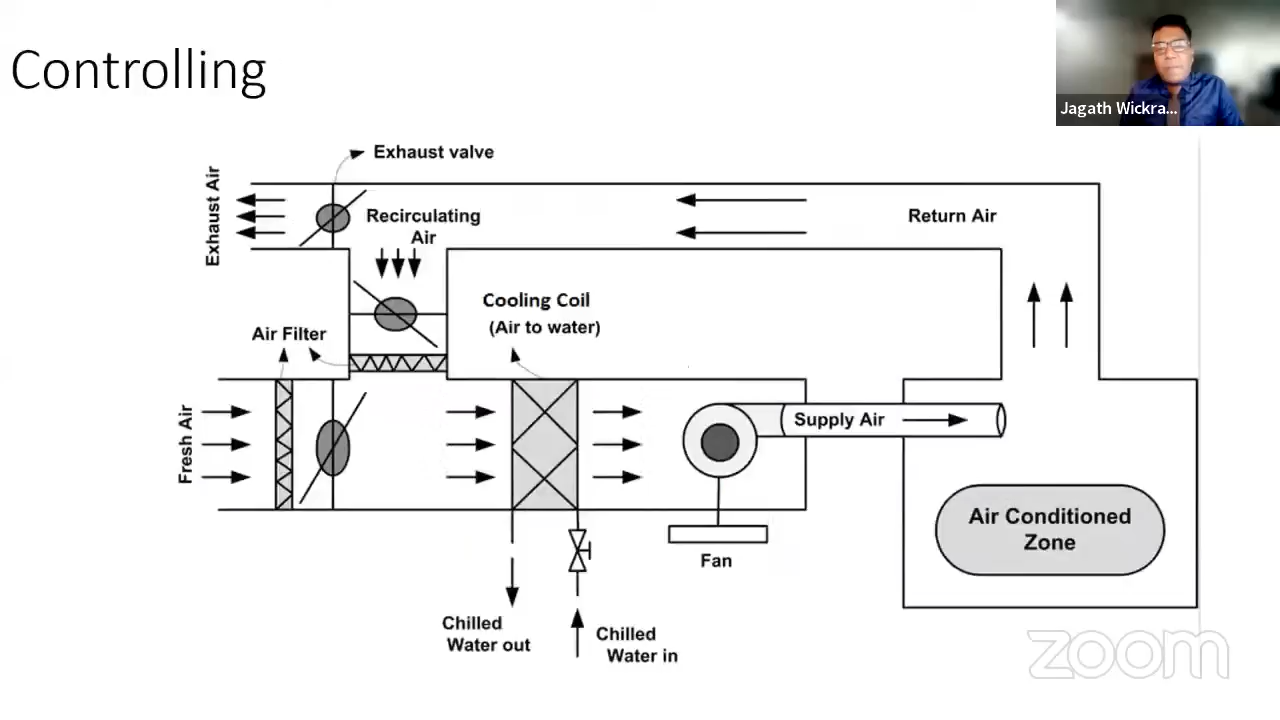 Controlling
Jagath Wickra...
Exhaust valve
Exhaust Air
Recirculating
Air
Return Air
Cooling Coil
(Air to water)
Air Filter
Fresh Air
Supply Air
Air Conditioned
Zone
Fan
Chilled
Water out
Chilled
Water in
zoom